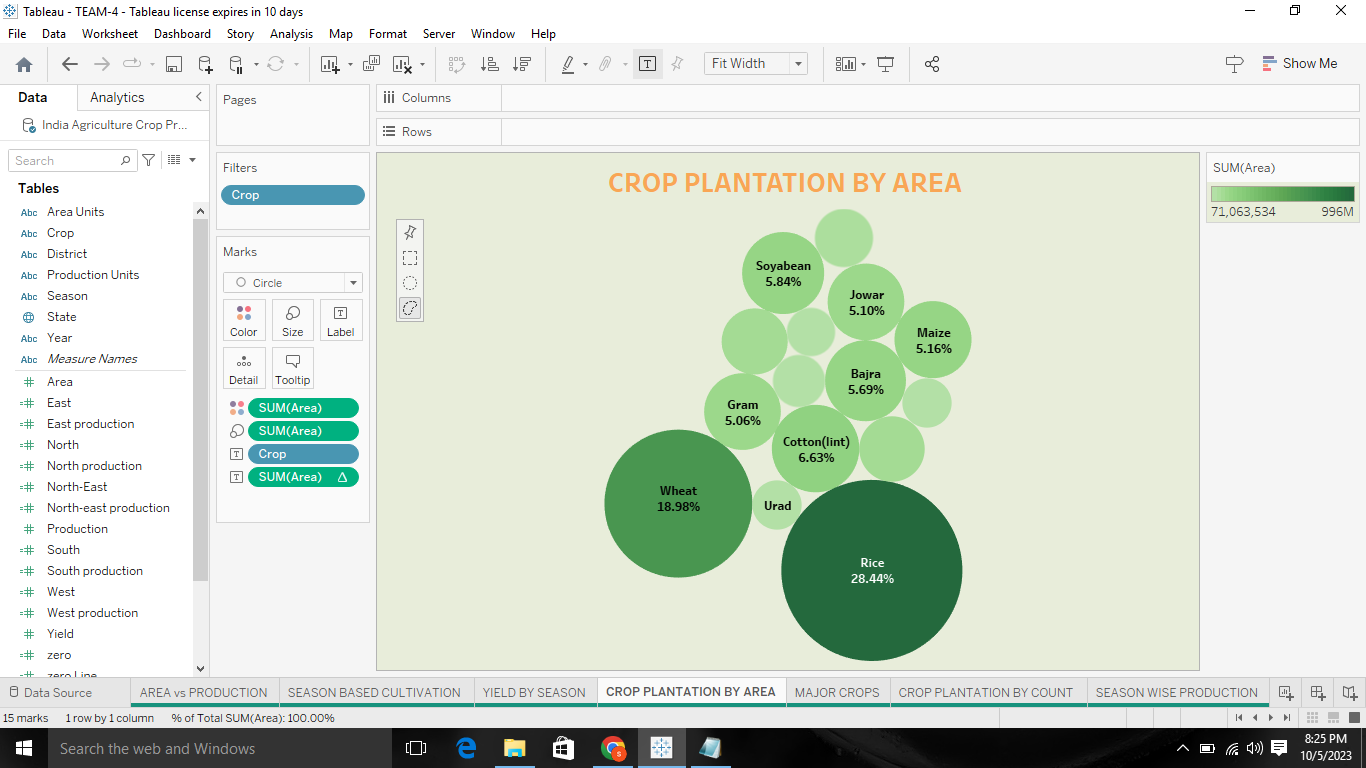 Tableau - TEAM-4 - Tableau license expires in 10 days
File Data Worksheet Dashboard Story Analysis Map Format Server Window Help
Fit Width
Show Me
Data Analytics
India Agriculture Crop Pr...
Search
Tables
Abc Area Units
Abc Crop
Abc District
Abc Production Units
Abc Season
State
Abc Year
Abc Measure Names
Area
East
East production
North
North production
North-East
North-east production
Production
South
South production
West
West production
Yield
zero
zero Line
Pages
Filters
Crop
Marks
Circle
Color Size Label
Detail Tooltip
SUM(Area)
SUM(Area)
Crop
SUM(Area) Δ
Columns
Rows
CROP PLANTATION BY AREA
Soyabean
5.84%
Jowar
5.10%
Maize
5.16%
Bajra
5.69%
Gram
5.06%
Cotton(lint)
6.63%
Wheat
18.98%
Urad
Rice
28.44%
SUM(Area)
71,063,534 996M
Data Source AREA vs PRODUCTION SEASON BASED CULTIVATION YIELD BY SEASON CROP PLANTATION BY AREA MAJOR CROPS CROP PLANTATION BY COUNT SEASON WISE PRODUCTION
15 marks 1 row by 1 column % of Total SUM(Area): 100.00%
Search the web and Windows
8:25 PM
10/5/2023